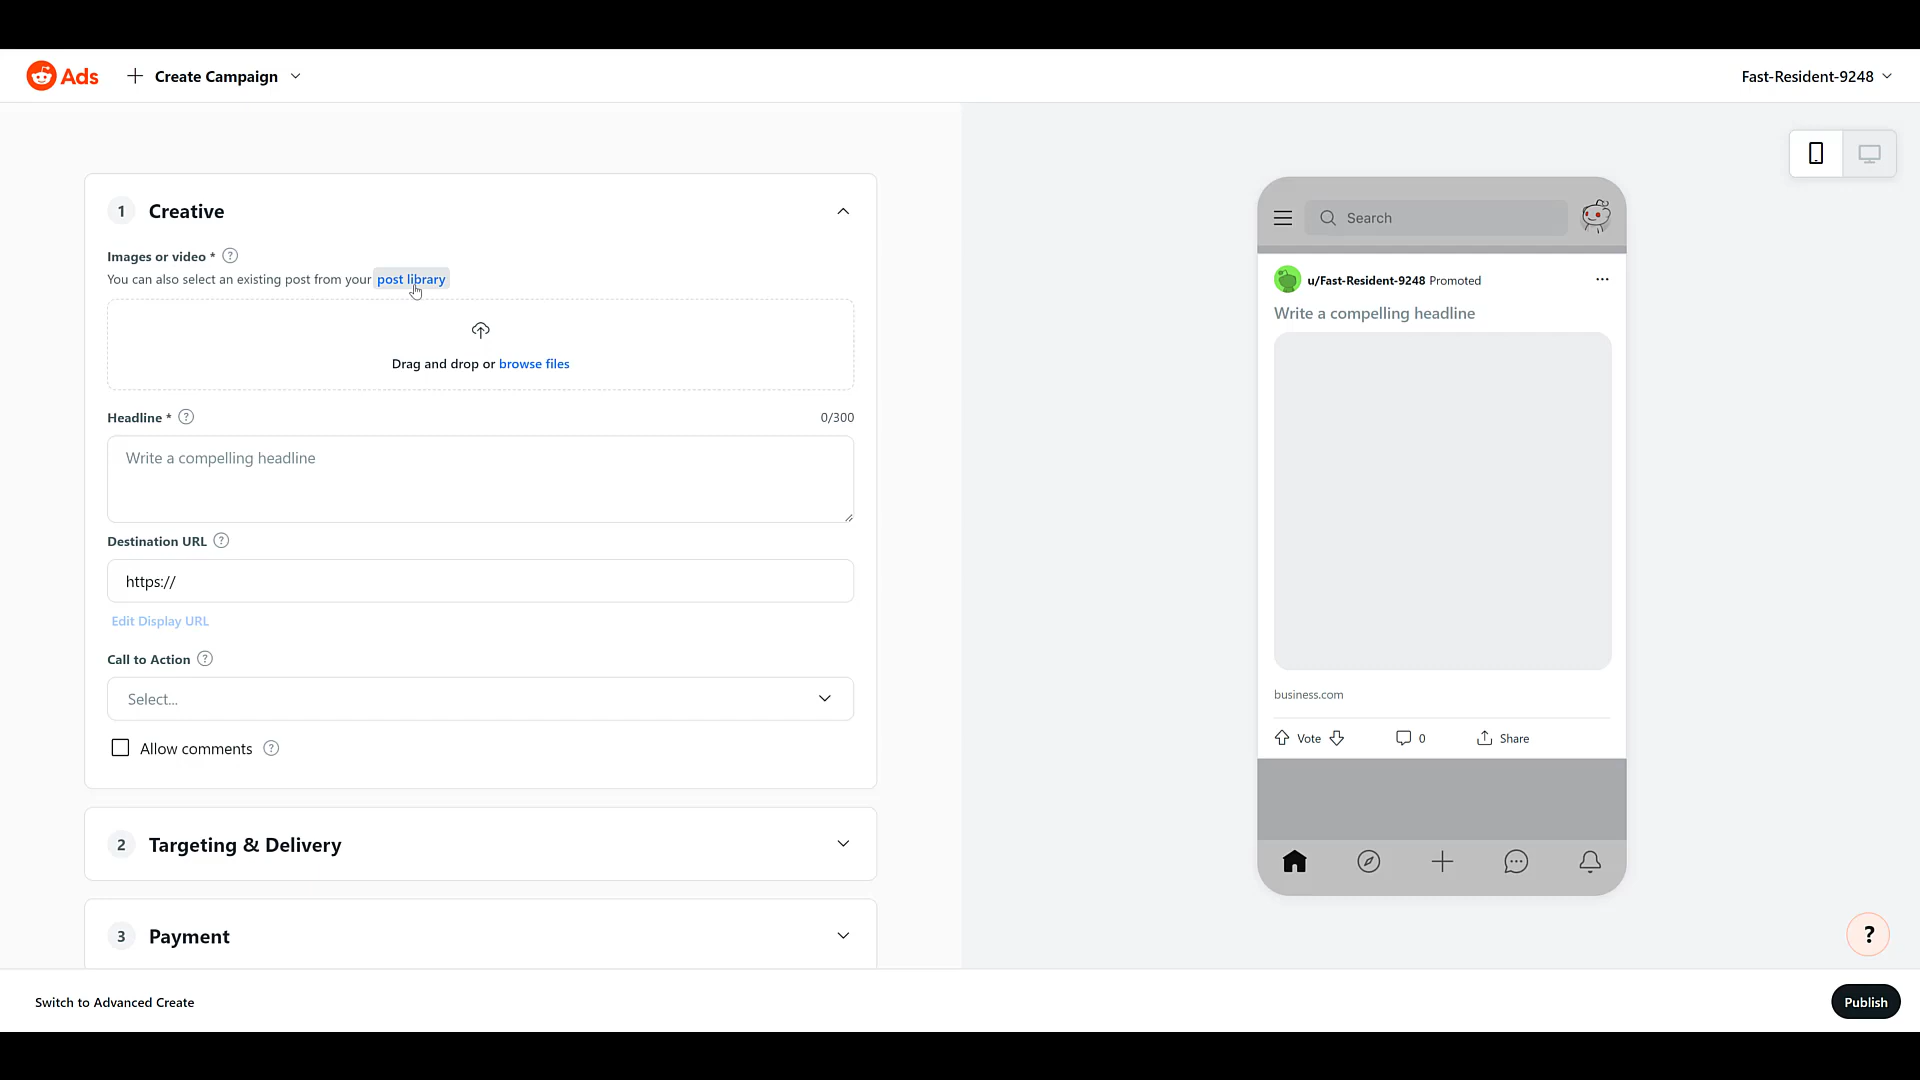 Ads
Create Campaign
Fast-Resident-9248
1 Creative
Images or video * ?
You can also select an existing post from your post library
Drag and drop or browse files
Headline * ?
0/300
Write a compelling headline
Destination URL ?
https://
Edit Display URL
Call to Action ?
Select...
Allow comments ?
2 Targeting & Delivery
3 Payment
Search
u/Fast-Resident-9248 Promoted
Write a compelling headline
business.com
Vote
0
Share
?
Switch to Advanced Create
Publish